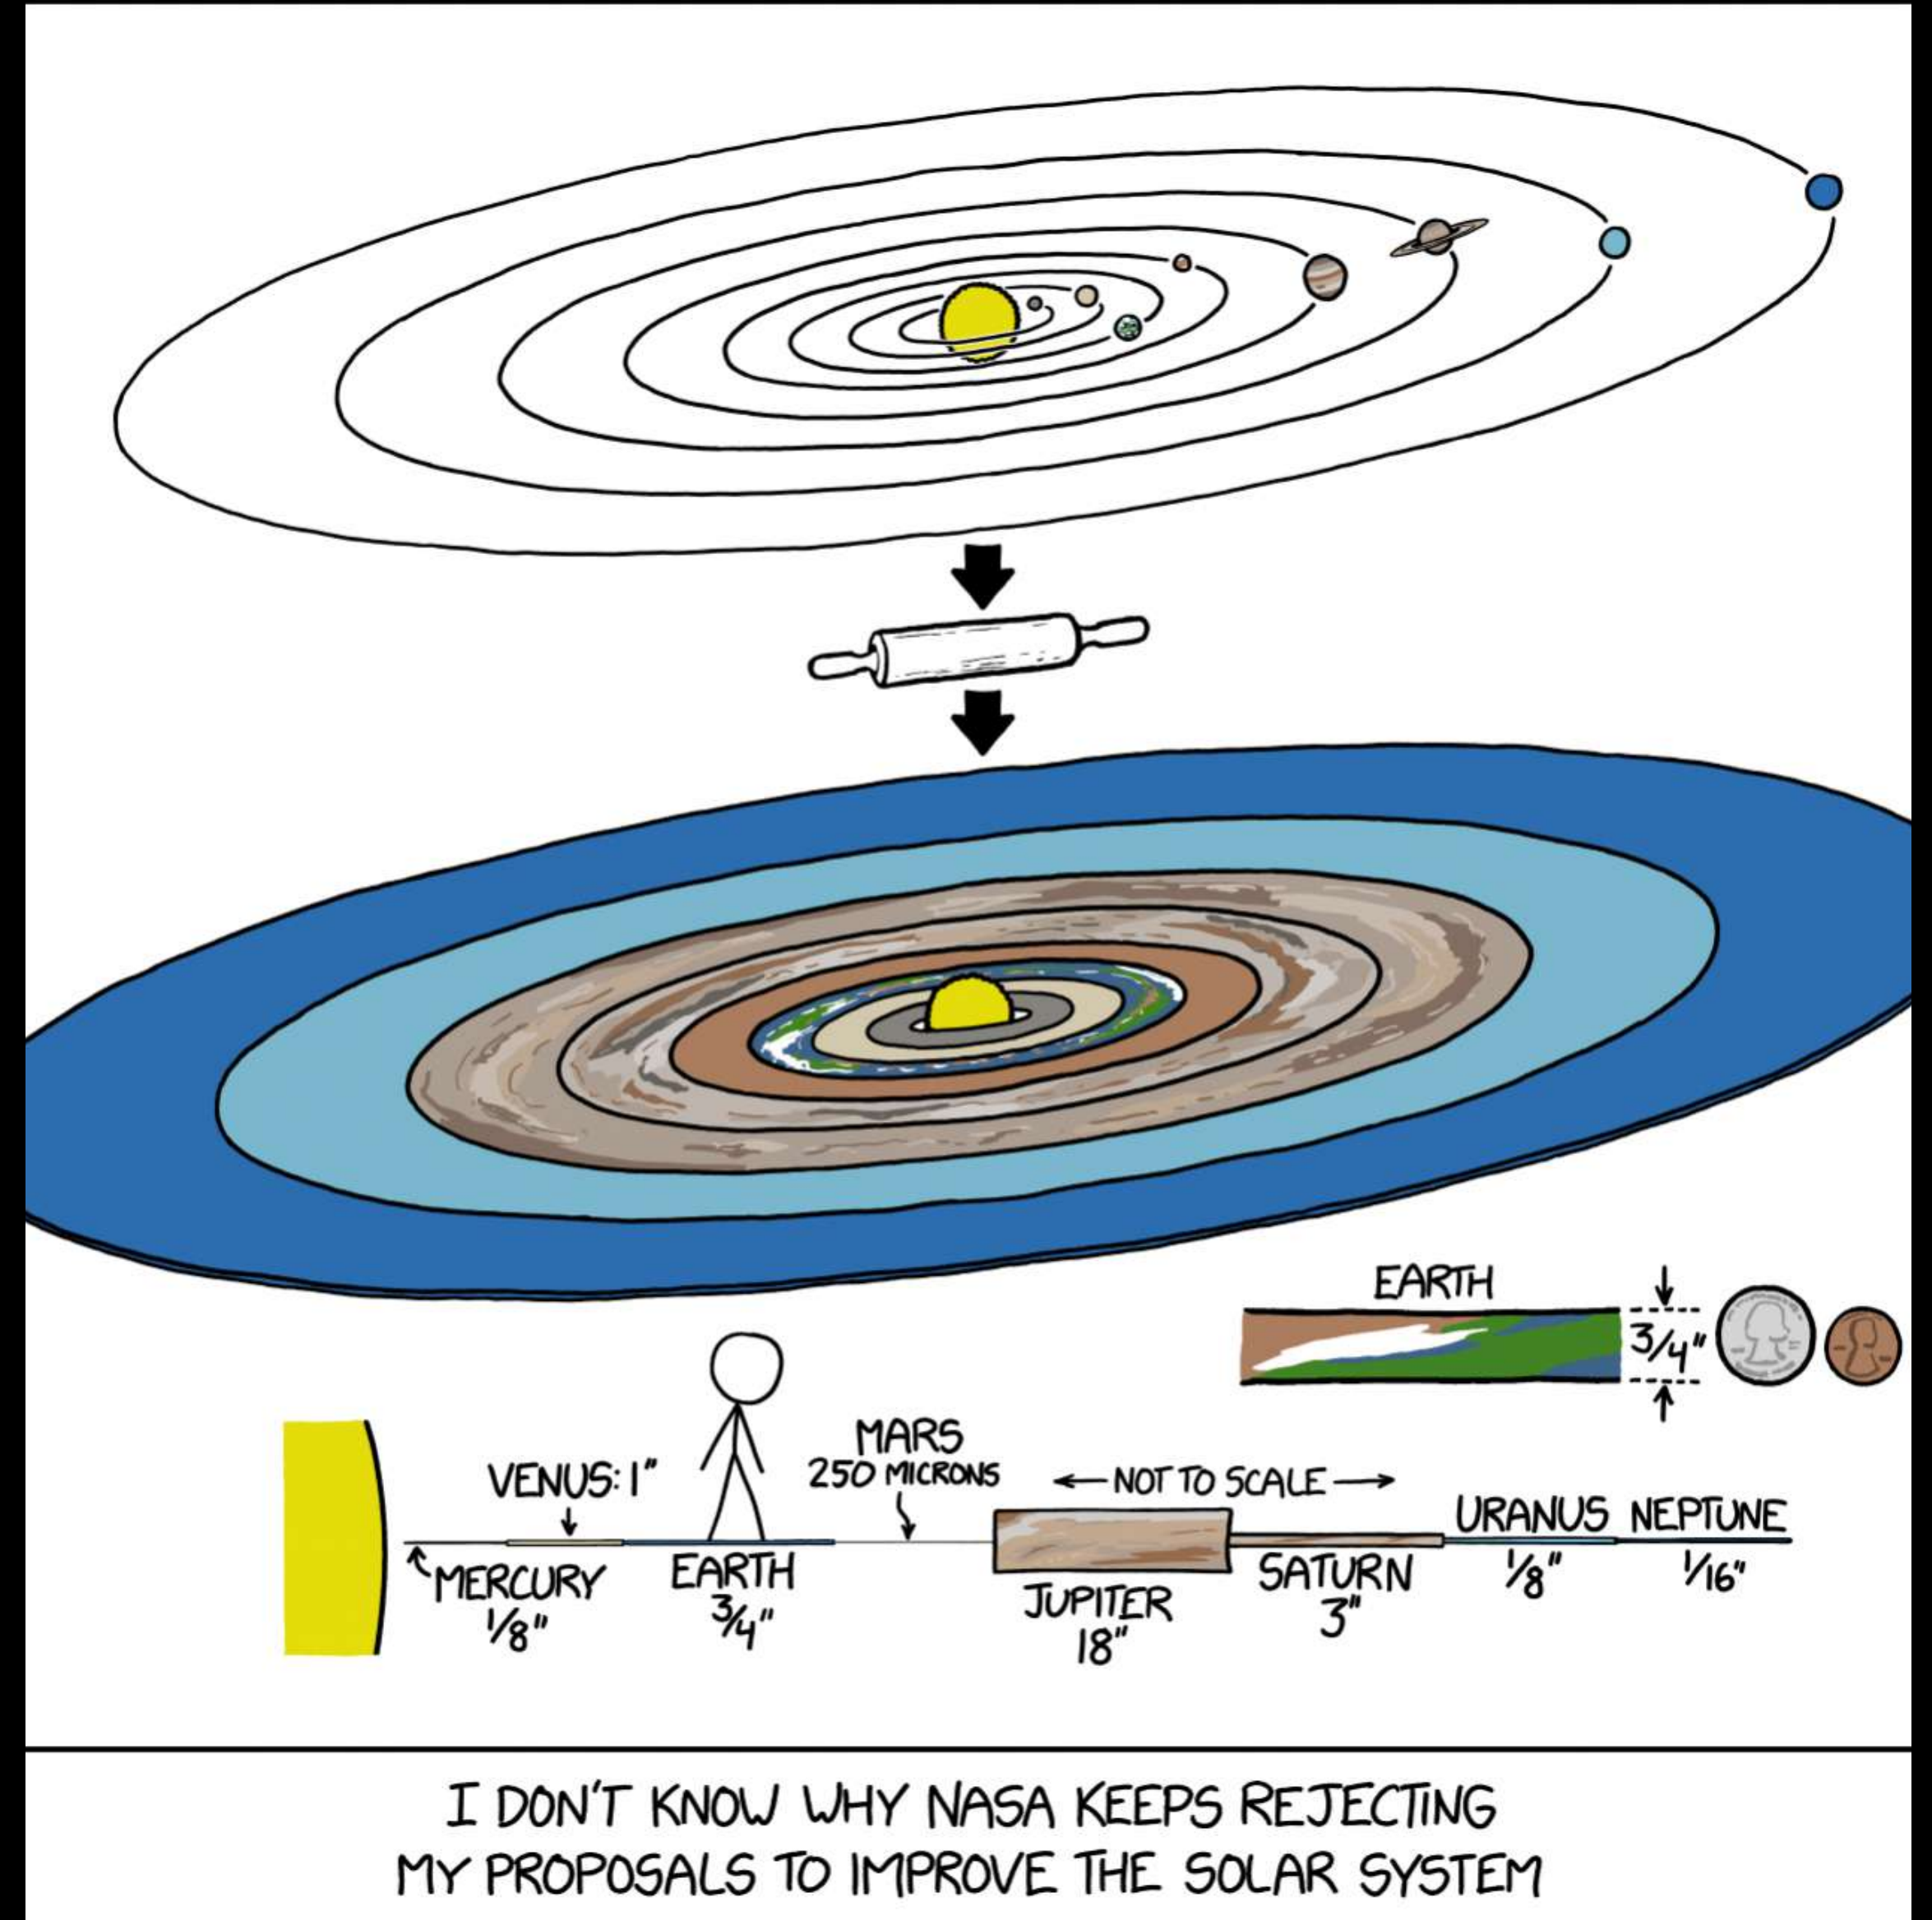 EARTH
3/4"
VENUS: 1"
MARS
250 MICRONS
← NOT TO SCALE →
MERCURY
1/8"
EARTH
3/4"
JUPITER
18"
SATURN
3"
URANUS
1/8"
NEPTUNE
1/16"
I DON'T KNOW WHY NASA KEEPS REJECTING
MY PROPOSALS TO IMPROVE THE SOLAR SYSTEM